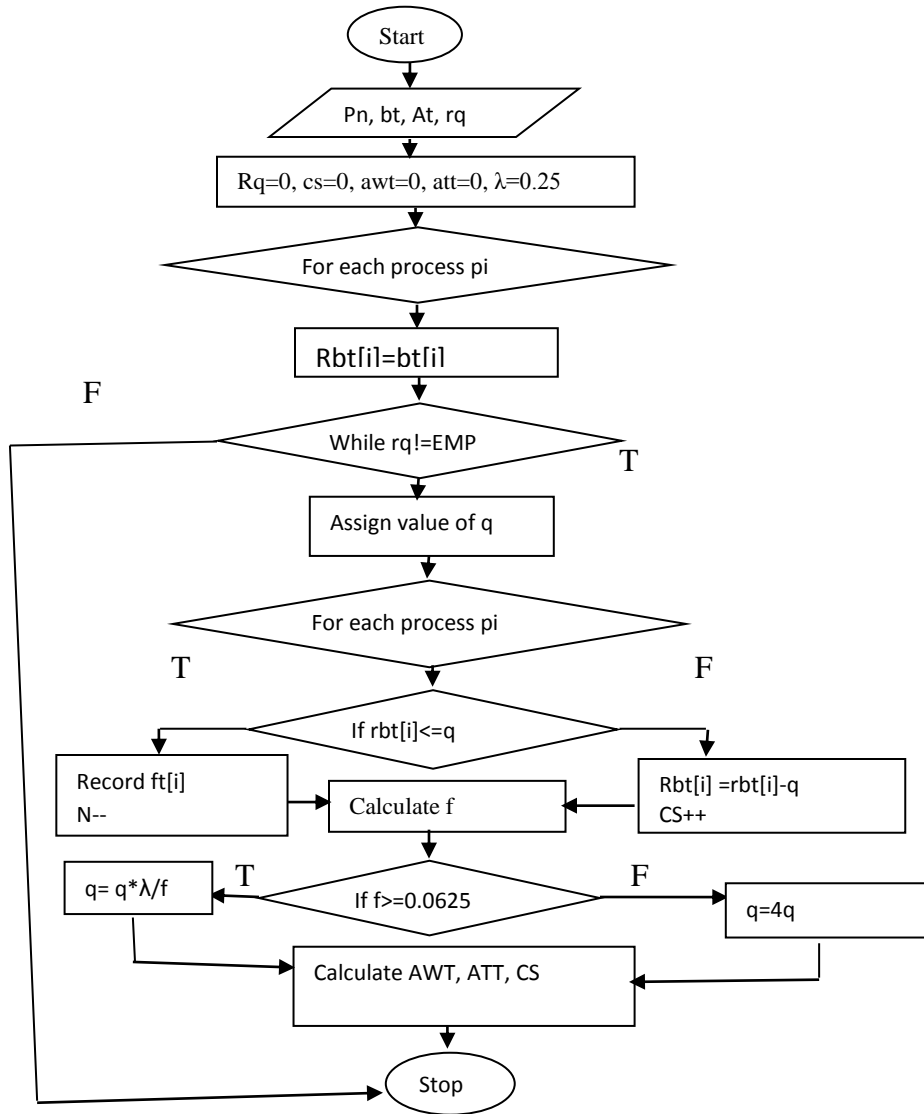 Start
Pn, bt, At, rq
Rq=0, cs=0, awt=0, att=0, λ=0.25
For each process pi
Rbt[i]=bt[i]
F
While rq!=EMP
T
Assign value of q
For each process pi
T
F
If rbt[i]<=q
Record ft[i]
N--
Calculate f
Rbt[i] =rbt[i]-q
CS++
T
F
q= q*λ/f
If f>=0.0625
q=4q
Calculate AWT, ATT, CS
Stop